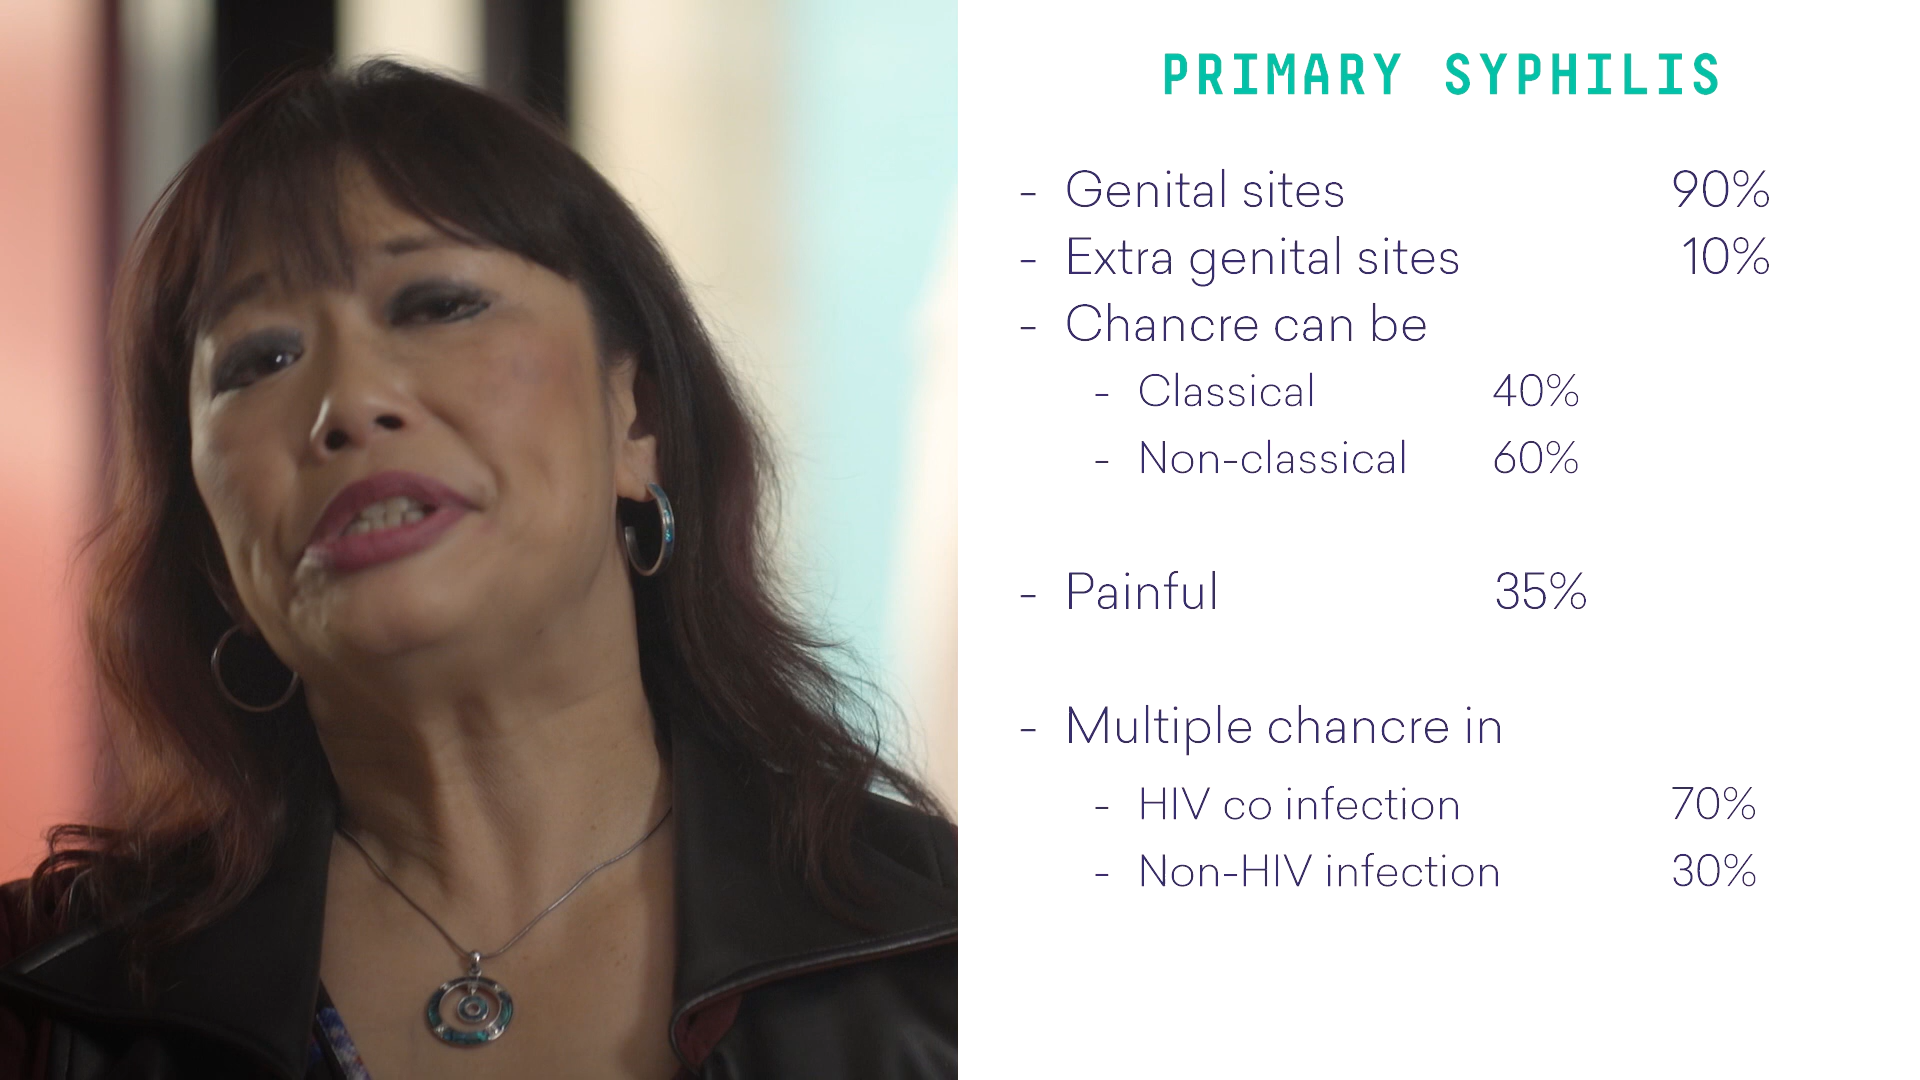 PRIMARY SYPHILIS
- Genital sites 90%
- Extra genital sites 10%
- Chancre can be
- Classical 40%
- Non-classical 60%
- Painful 35%
- Multiple chancre in
- HIV co infection 70%
- Non-HIV infection 30%